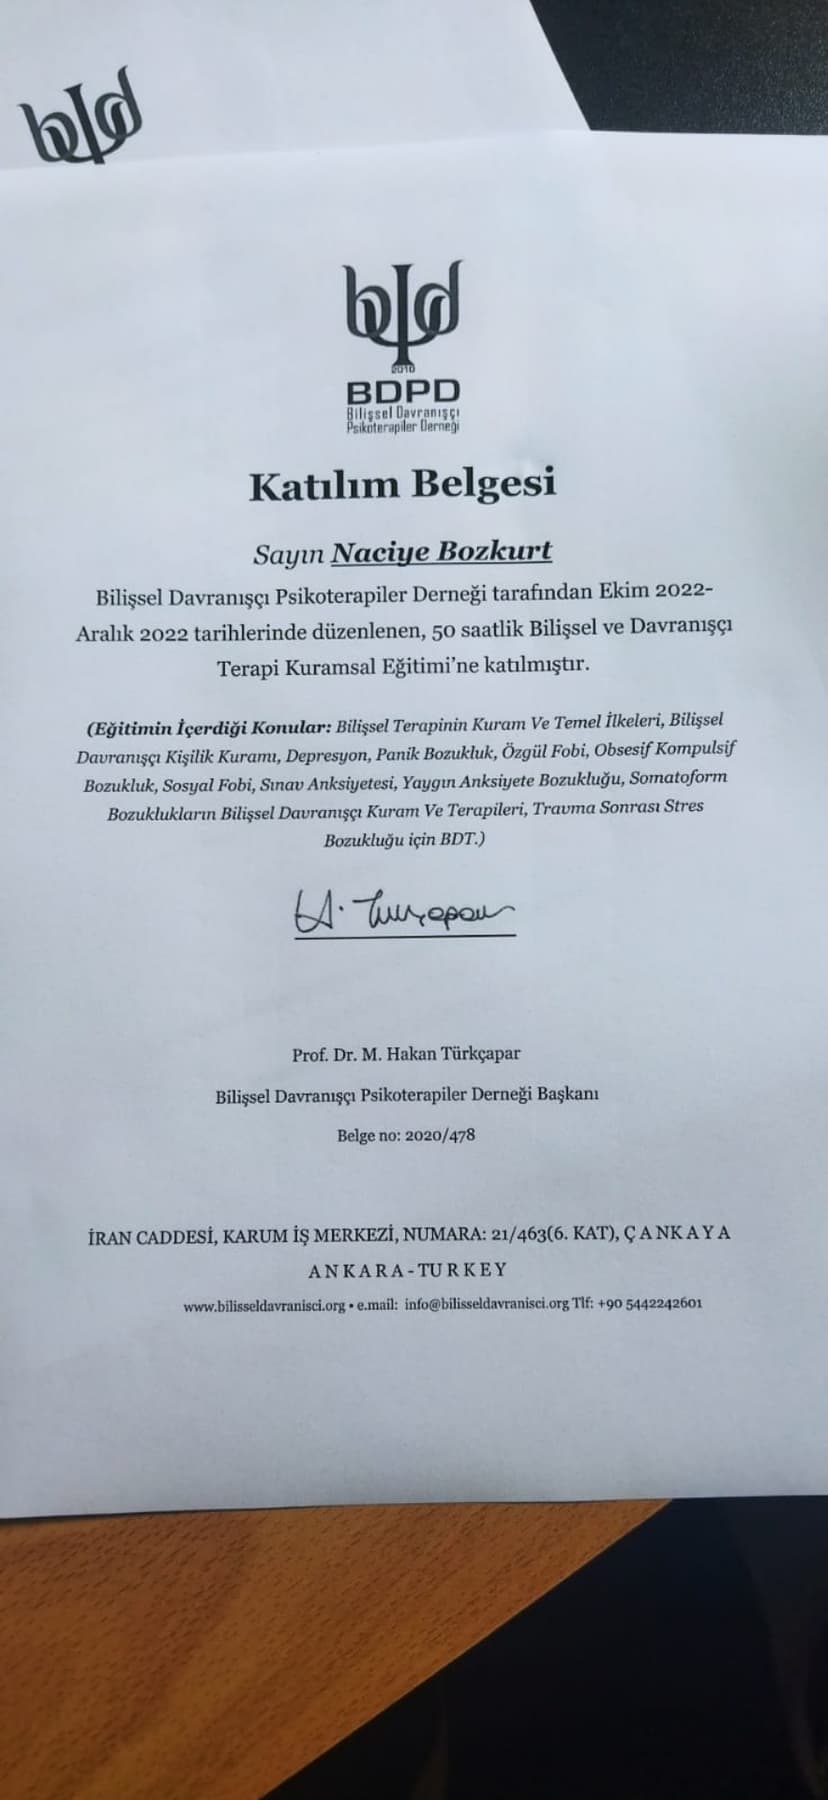 bpd
bpd
2010
BDPD
Bilişsel Davranışçı
Psikoterapiler Derneği
Katılım Belgesi
Sayın Naciye Bozkurt
Bilişsel Davranışçı Psikoterapiler Derneği tarafından Ekim 2022-
Aralık 2022 tarihlerinde düzenlenen, 50 saatlik Bilişsel ve Davranışçı
Terapi Kuramsal Eğitimi’ne katılmıştır.
(Eğitimin İçerdiği Konular: Bilişsel Terapinin Kuram Ve Temel İlkeleri, Bilişsel
Davranışçı Kişilik Kuramı, Depresyon, Panik Bozukluk, Özgül Fobi, Obsesif Kompulsif
Bozukluk, Sosyal Fobi, Sınav Anksiyetesi, Yaygın Anksiyete Bozukluğu, Somatoform
Bozuklukların Bilişsel Davranışçı Kuram Ve Terapileri, Travma Sonrası Stres
Bozukluğu için BDT.)
H. Türkçapar
Prof. Dr. M. Hakan Türkçapar
Bilişsel Davranışçı Psikoterapiler Derneği Başkanı
Belge no: 2020/478
İRAN CADDESİ, KARUM İŞ MERKEZİ, NUMARA: 21/463(6. KAT), ÇANKAYA
ANKARA-TURKEY
www.bilisseldavranisci.org • e.mail: info@bilisseldavranisci.org Tlf: +90 5442242601